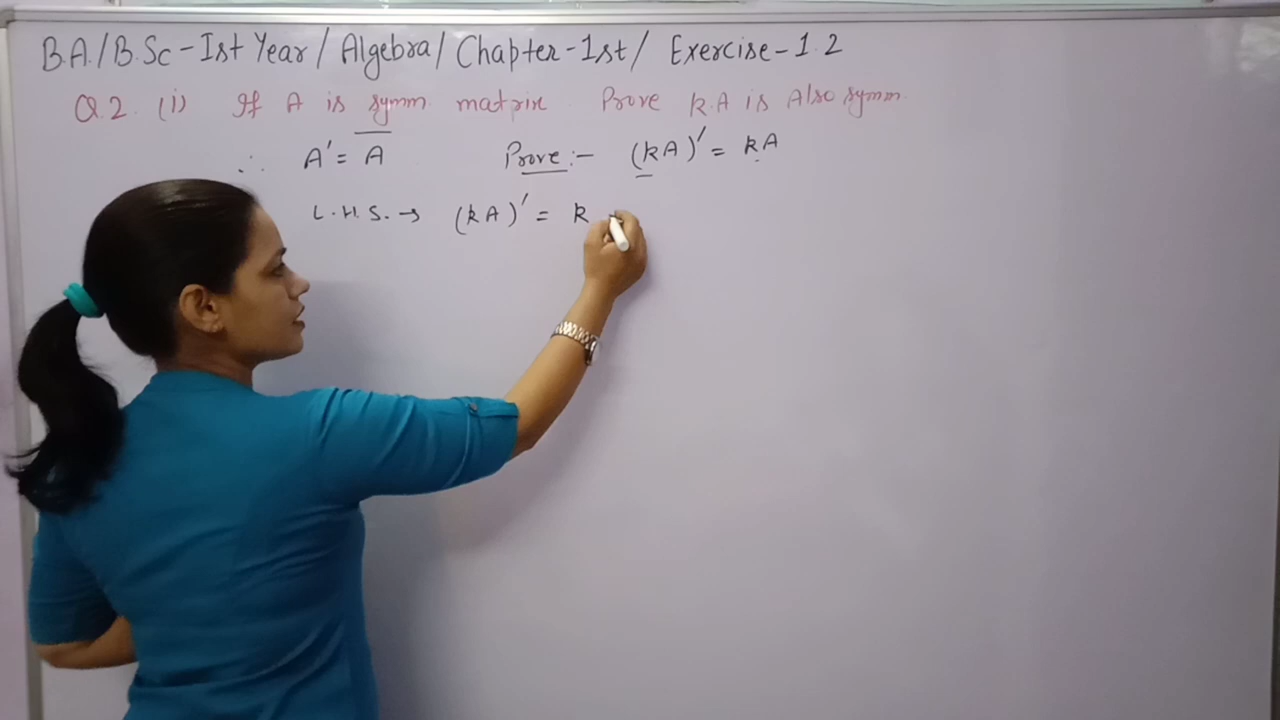 B.A./B.Sc-Ist Year/Algebra/Chapter-1st/ Exercise-1.2
Q.2. (i) If A is symm. matrix. Prove k.A is Also symm.
∴ A' = A Prove:- (kA)' = kA
L.H.S. → (kA)' = k